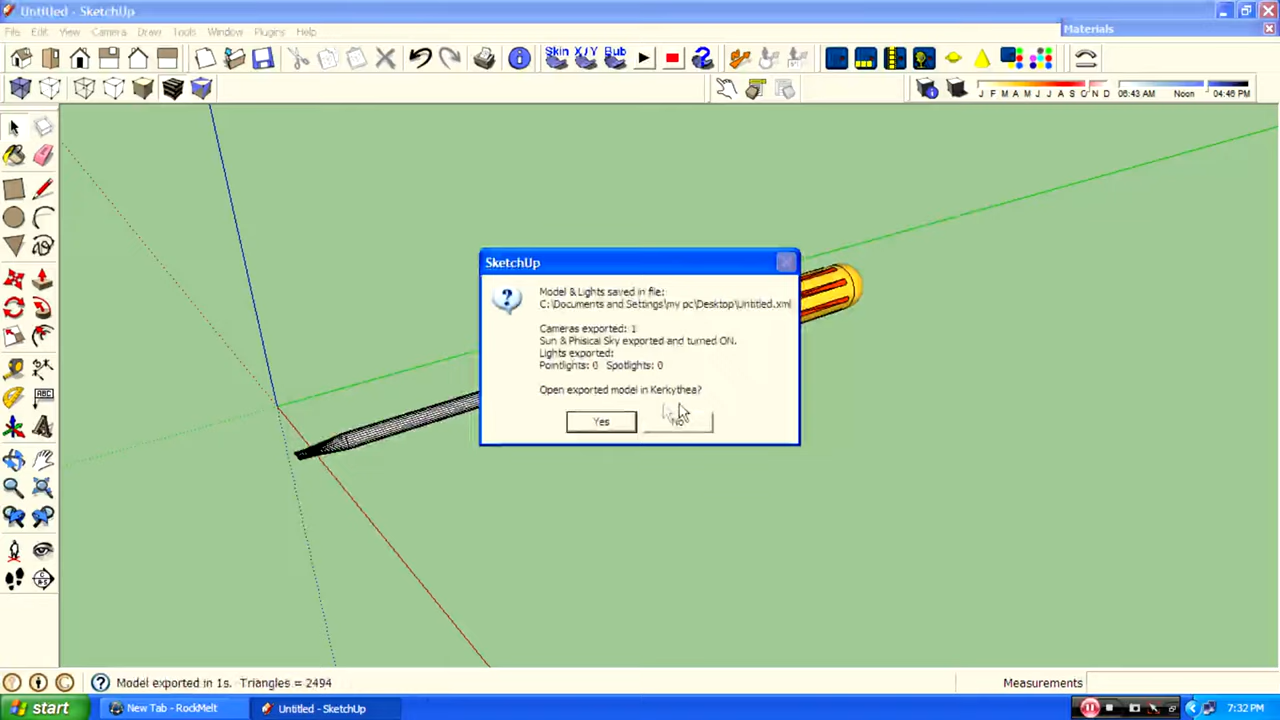 Untitled - SketchUp
File Edit View Camera Draw Tools Window Plugins Help
Materials
Skin X/Y Bub
J F M A M J J A S O N D
06:43 AM Noon 04:46 PM
SketchUp
Model & Lights saved in file:
C:\Documents and Settings\my pc\Desktop\Untitled.xml
Cameras exported: 1
Sun & Phisical Sky exported and turned ON.
Lights exported:
Pointlights: 0 Spotlights: 0
Open exported model in Kerkythea?
Yes No
ABC
Model exported in 1s. Triangles = 2494
Measurements
start
New Tab - RockMelt
Untitled - SketchUp
7:32 PM